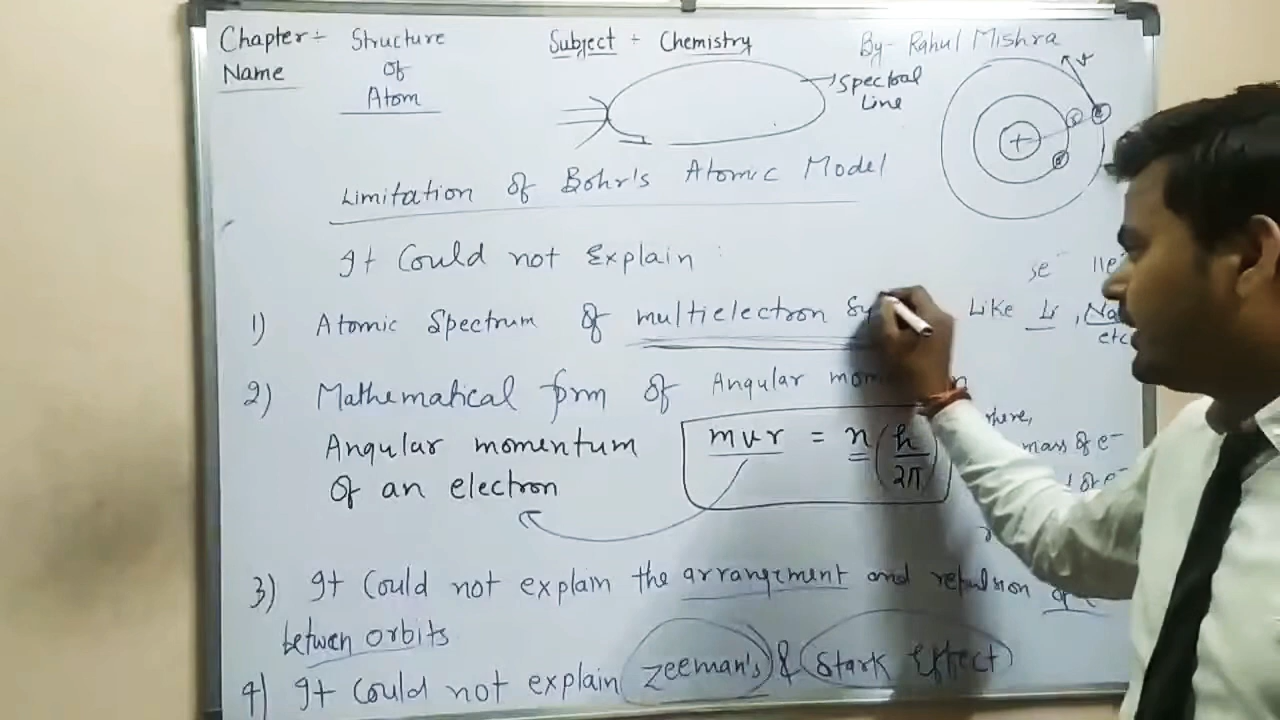 Chapter÷ Structure Subject ÷ Chemistry By- Rahul Mishra
Name Of
Atom
Spectral
Line
Limitation of Bohr's Atomic Model
It Could not Explain :
1) Atomic Spectrum of multielectron Like Li , Na
etc
2) Mathematical form of Angular
Angular momentum mvr = n (h/2π)
Of an electron
mass of e⁻
of e⁻
3) It Could not explain the arrangement and repulsion
between orbits
4) It Could not explain Zeeman's & Stark Effect